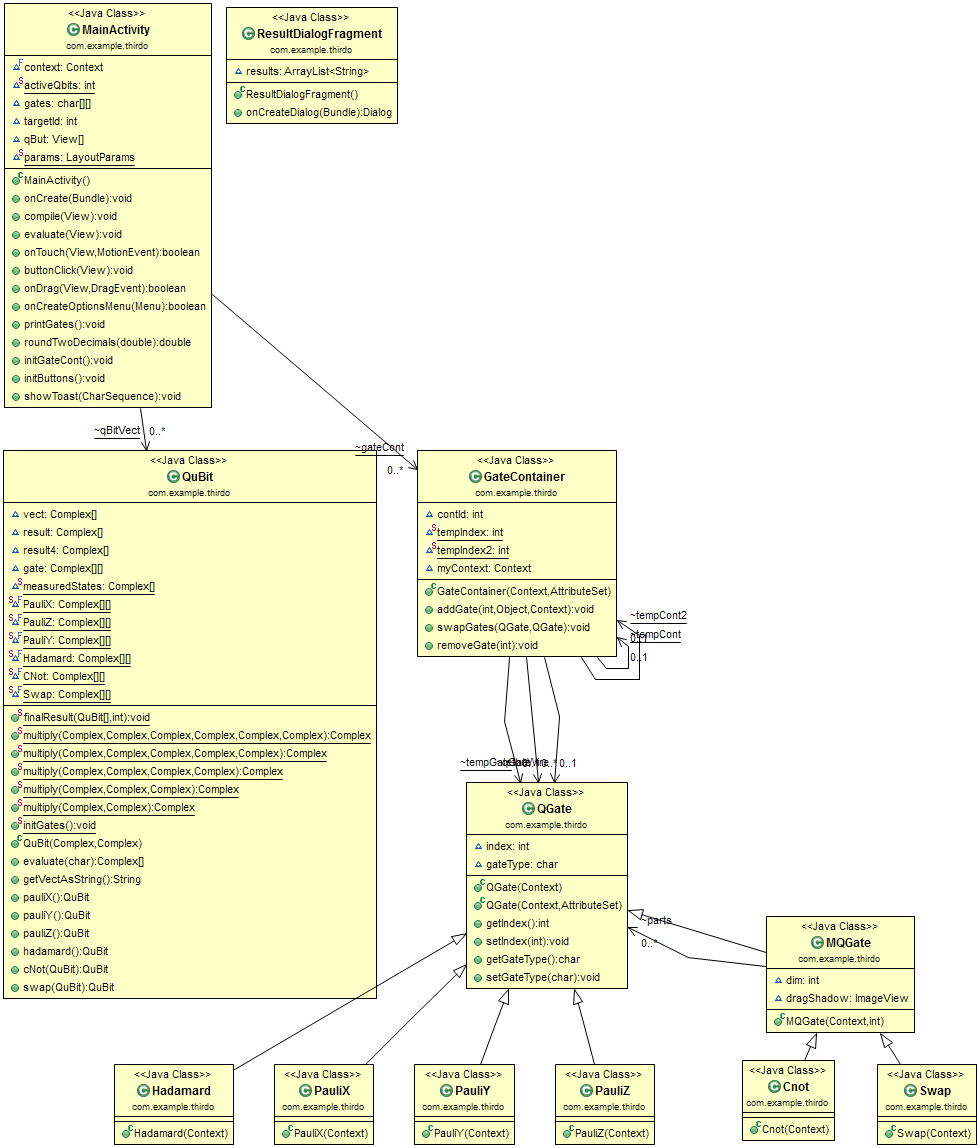 <<Java Class>>
MainActivity
com.example.thirdo
context: Context
activeQbits: int
gates: char[][]
targetId: int
qBut: View[]
params: LayoutParams
MainActivity()
onCreate(Bundle):void
compile(View):void
evaluate(View):void
onTouch(View,MotionEvent):boolean
buttonClick(View):void
onDrag(View,DragEvent):boolean
onCreateOptionsMenu(Menu):boolean
printGates():void
roundTwoDecimals(double):double
initGateCont():void
initButtons():void
showToast(CharSequence):void
<<Java Class>>
ResultDialogFragment
com.example.thirdo
results: ArrayList<String>
ResultDialogFragment()
onCreateDialog(Bundle):Dialog
~qBitVect
0..*
~gateCont
0..*
<<Java Class>>
QuBit
com.example.thirdo
vect: Complex[]
result: Complex[]
result4: Complex[]
gate: Complex[][]
measuredStates: Complex[]
PauliX: Complex[][]
PauliZ: Complex[][]
PauliY: Complex[][]
Hadamard: Complex[][]
CNot: Complex[][]
Swap: Complex[][]
finalResult(QuBit[],int):void
multiply(Complex,Complex,Complex,Complex,Complex,Complex):Complex
multiply(Complex,Complex,Complex,Complex,Complex):Complex
multiply(Complex,Complex,Complex,Complex):Complex
multiply(Complex,Complex,Complex):Complex
multiply(Complex,Complex):Complex
initGates():void
QuBit(Complex,Complex)
evaluate(char):Complex[]
getVectAsString():String
pauliX():QuBit
pauliY():QuBit
pauliZ():QuBit
hadamard():QuBit
cNot(QuBit):QuBit
swap(QuBit):QuBit
<<Java Class>>
GateContainer
com.example.thirdo
contId: int
tempIndex: int
tempIndex2: int
myContext: Context
GateContainer(Context,AttributeSet)
addGate(int,Object,Context):void
swapGates(QGate,QGate):void
removeGate(int):void
~tempCont2
~tempCont
0..1
0..*
0..1
<<Java Class>>
QGate
com.example.thirdo
index: int
gateType: char
QGate(Context)
QGate(Context,AttributeSet)
getIndex():int
setIndex(int):void
getGateType():char
setGateType(char):void
~parts
0..*
<<Java Class>>
MQGate
com.example.thirdo
dim: int
dragShadow: ImageView
MQGate(Context,int)
<<Java Class>>
Hadamard
com.example.thirdo
Hadamard(Context)
<<Java Class>>
PauliX
com.example.thirdo
PauliX(Context)
<<Java Class>>
PauliY
com.example.thirdo
PauliY(Context)
<<Java Class>>
PauliZ
com.example.thirdo
PauliZ(Context)
<<Java Class>>
Cnot
com.example.thirdo
Cnot(Context)
<<Java Class>>
Swap
com.example.thirdo
Swap(Context)